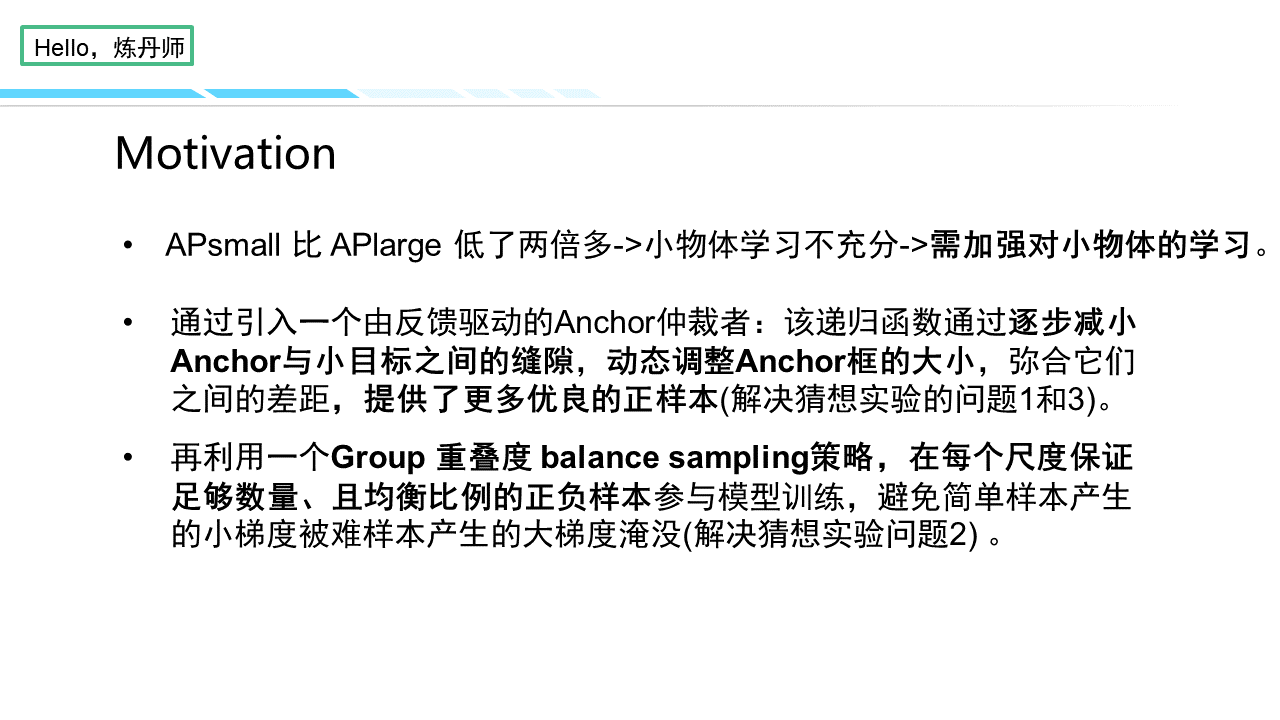 Hello，炼丹师
Motivation
• APsmall 比 APlarge 低了两倍多->小物体学习不充分->需加强对小物体的学习。
• 通过引入一个由反馈驱动的Anchor仲裁者：该递归函数通过逐步减小
Anchor与小目标之间的缝隙，动态调整Anchor框的大小，弥合它们
之间的差距，提供了更多优良的正样本(解决猜想实验的问题1和3)。
• 再利用一个Group 重叠度 balance sampling策略，在每个尺度保证
足够数量、且均衡比例的正负样本参与模型训练，避免简单样本产生
的小梯度被难样本产生的大梯度淹没(解决猜想实验问题2) 。